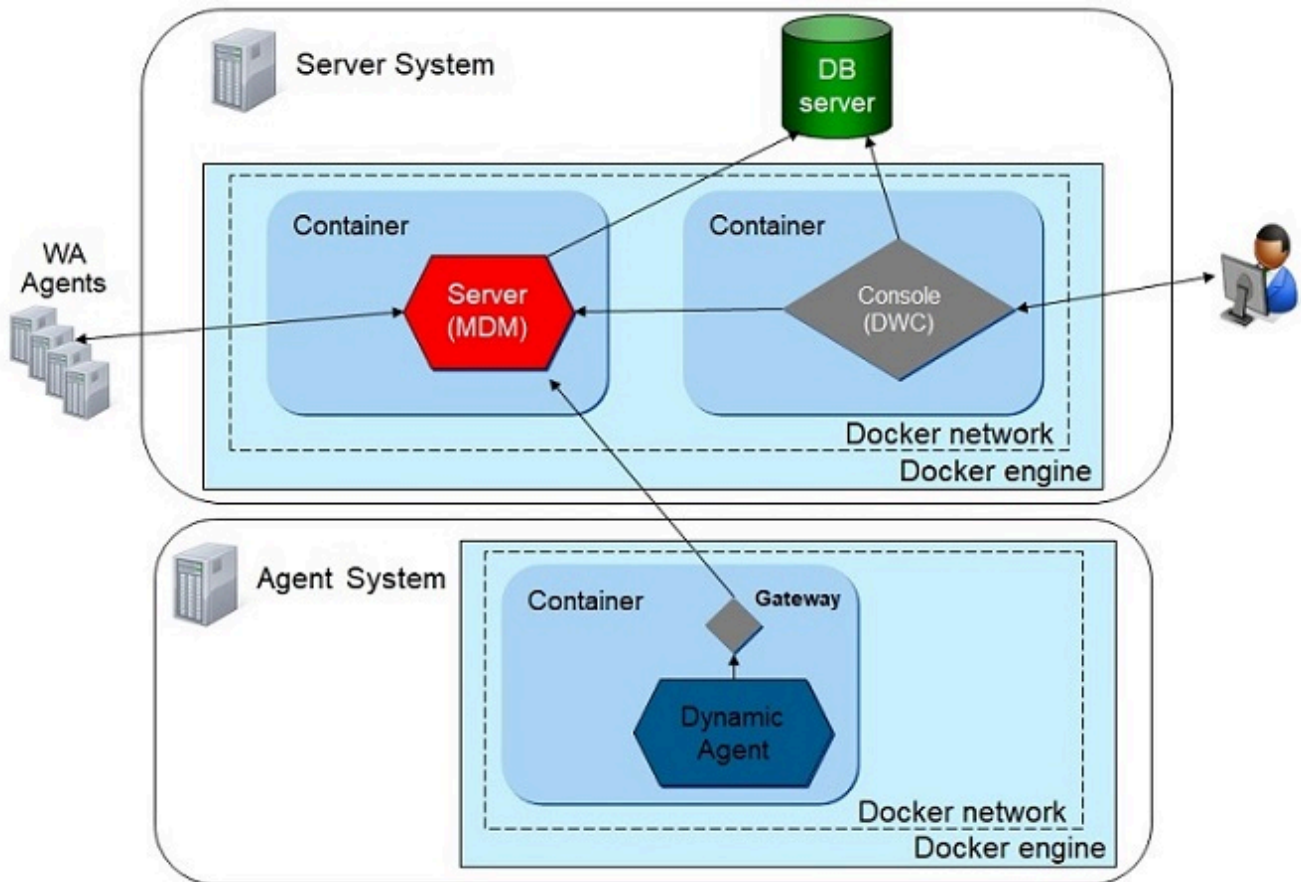 Server System
DB
server
Container
Container
WA
Agents
Server
(MDM)
Console
(DWC)
Docker network
Docker engine
Agent System
Container
Gateway
Dynamic
Agent
Docker network
Docker engine